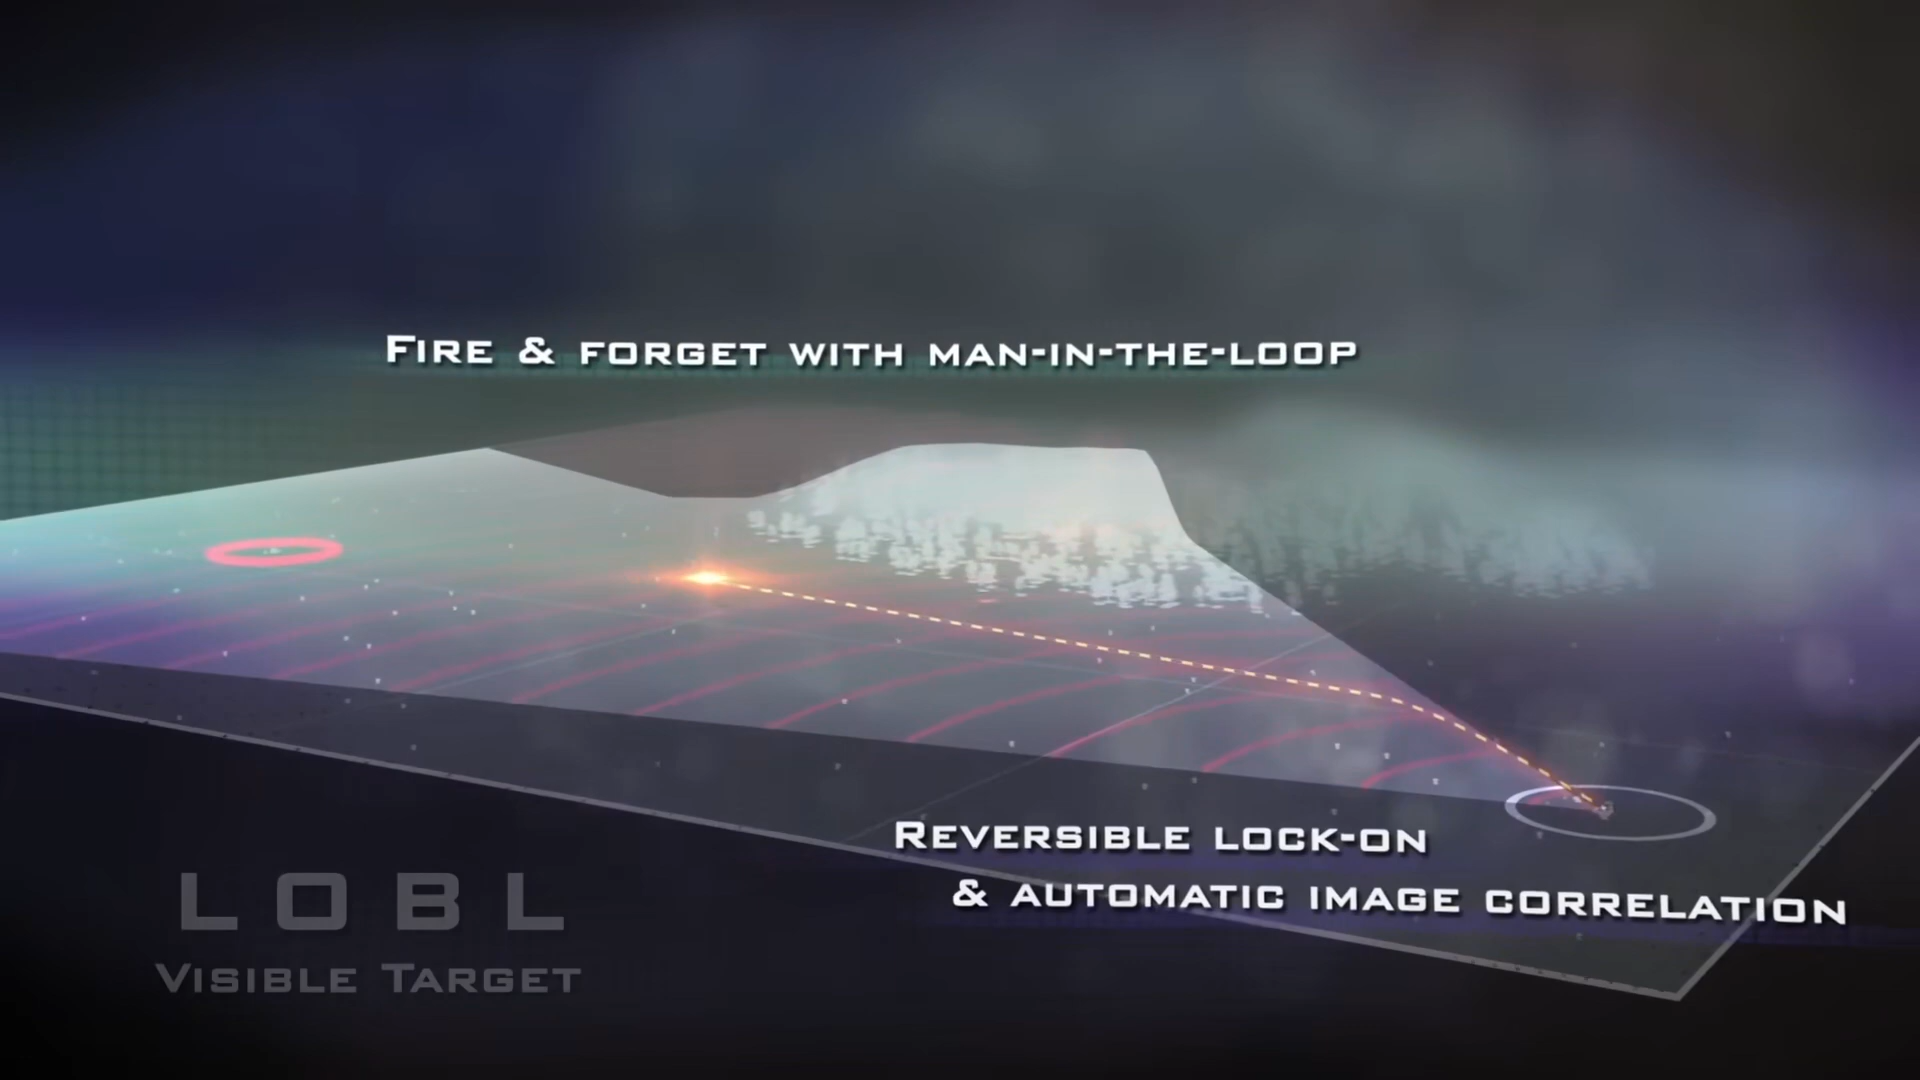 Fire & forget with man-in-the-loop
Reversible lock-on
& automatic image correlation
LOBL
Visible Target